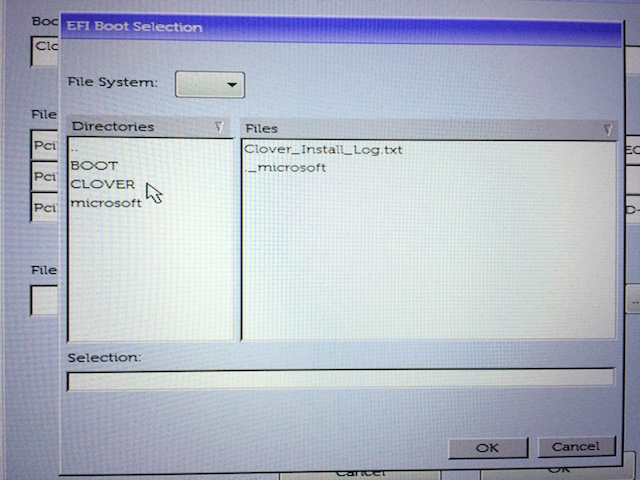 Boo
EFI Boot Selection
Clo
File System:
File
Directories
Files
Pci
..
Clover_Install_Log.txt
EC
BOOT
._microsoft
Pci
CLOVER
Pci
microsoft
D-
File
...
Selection:
OK
Cancel
Cancel
OK